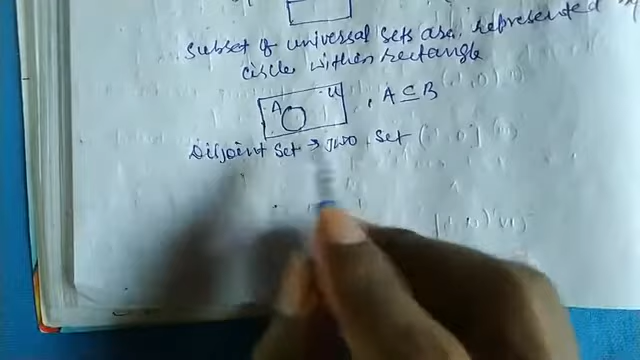 subset of universal sets are represented
circle within rectangle
A U , A ⊆ B
Disjoint Set → Two set